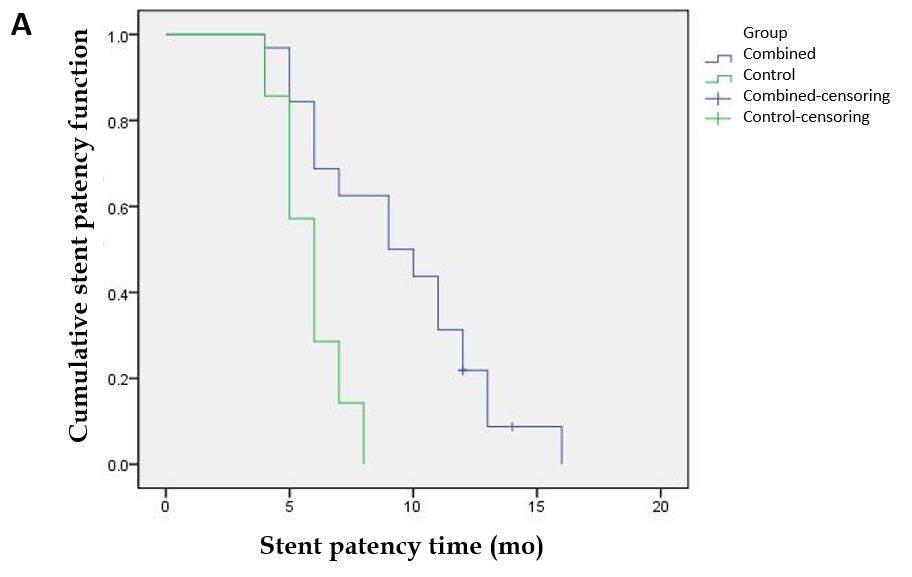 A
Cumulative stent patency function
1.0
0.8
0.6
0.4
0.2
0.0
0
5
10
15
20
Stent patency time (mo)
Group
Combined
Control
Combined-censoring
Control-censoring